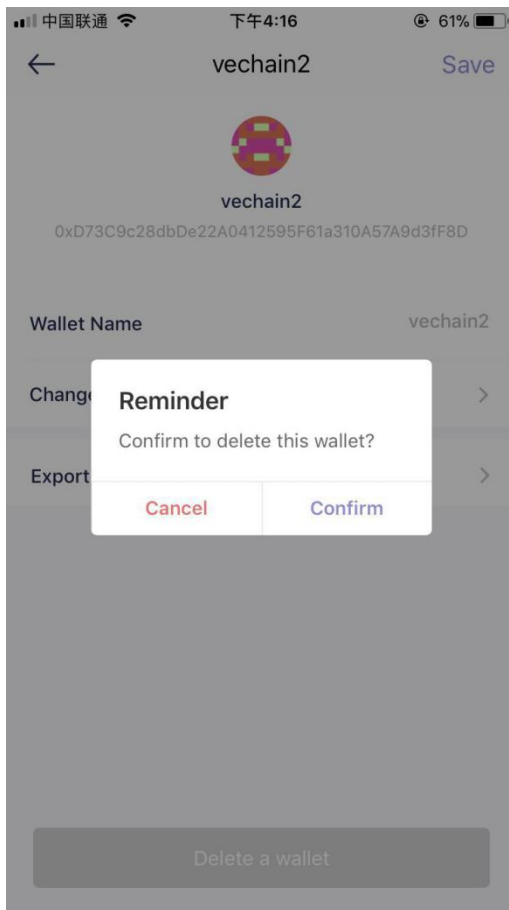 中国联通 下午4:16 61%
vechain2 Save
vechain2
0xD73C9c28dbDe22A0412595F61a310A57A9d3fF8D
Wallet Name vechain2
Reminder
Confirm to delete this wallet?
Export
Cancel Confirm
Delete a wallet